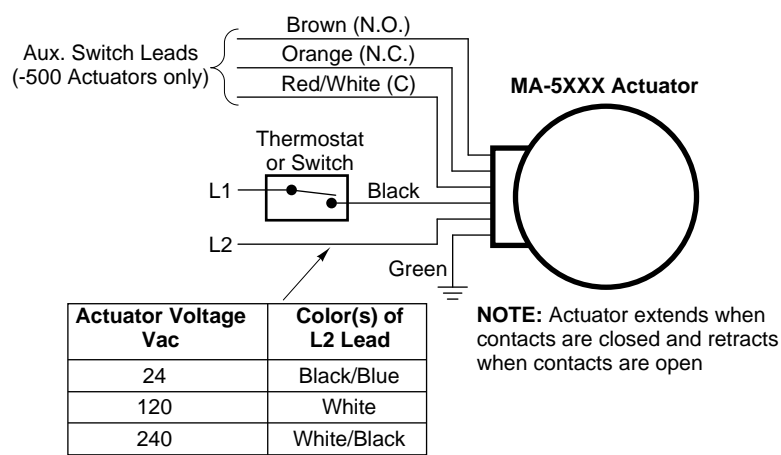 Brown (N.O.)
Aux. Switch Leads
(-500 Actuators only)
Orange (N.C.)
Red/White (C)
MA-5XXX Actuator
Thermostat
or Switch
L1
Black
L2
Green
Actuator Voltage
Vac
Color(s) of
L2 Lead
24 Black/Blue
120 White
240 White/Black
NOTE: Actuator extends when
contacts are closed and retracts
when contacts are open